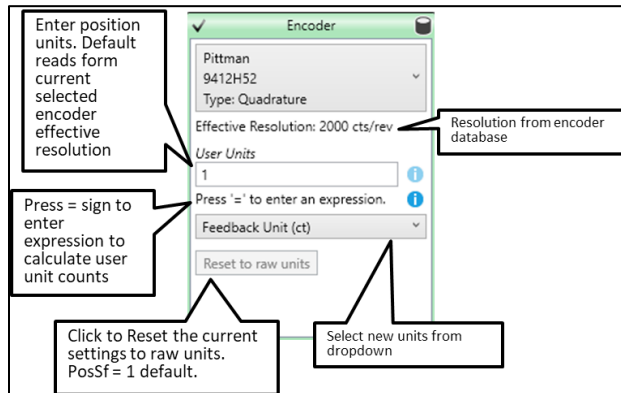 Enter position
units. Default
reads form
current
selected
encoder
effective
resolution
Encoder
Pittman
9412H52
Type: Quadrature
Effective Resolution: 2000 cts/rev
Resolution from encoder
database
User Units
1
Press '=' to enter an expression.
Press = sign to
enter
expression to
calculate user
unit counts
Feedback Unit (ct)
Reset to raw units
Click to Reset the current
settings to raw units.
PosSf = 1 default.
Select new units from
dropdown